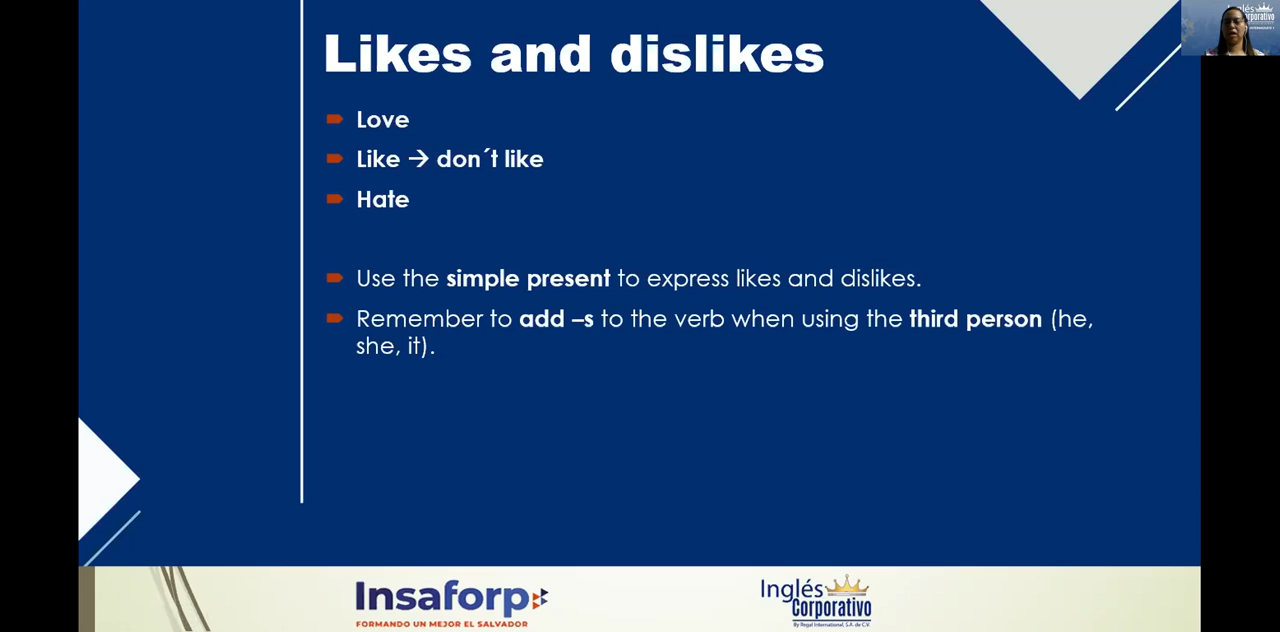 Likes and dislikes
Love
Like → don´t like
Hate
Use the simple present to express likes and dislikes.
Remember to add –s to the verb when using the third person (he,
she, it).
Insaforp
FORMANDO UN MEJOR EL SALVADOR
Inglés
Corporativo
By Regal International, S.A. de C.V.
Inglés
Corporativo